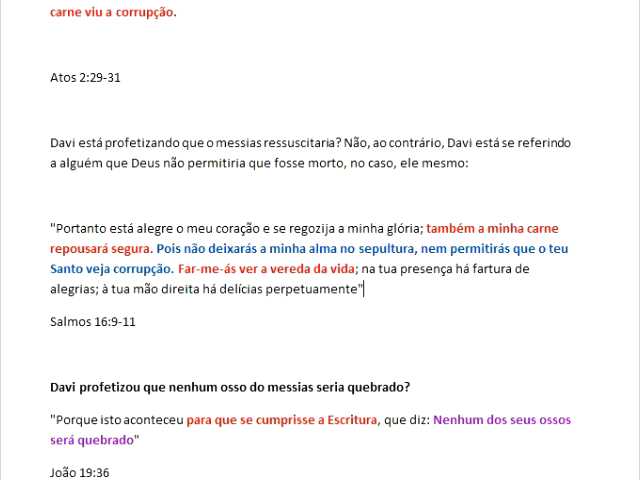 carne viu a corrupção.
Atos 2:29-31
Davi está profetizando que o messias ressuscitaria? Não, ao contrário, Davi está se referindo
a alguém que Deus não permitiria que fosse morto, no caso, ele mesmo:
"Portanto está alegre o meu coração e se regozija a minha glória; também a minha carne
repousará segura. Pois não deixarás a minha alma no sepultura, nem permitirás que o teu
Santo veja corrupção. Far-me-ás ver a vereda da vida; na tua presença há fartura de
alegrias; à tua mão direita há delícias perpetuamente"
Salmos 16:9-11
Davi profetizou que nenhum osso do messias seria quebrado?
"Porque isto aconteceu para que se cumprisse a Escritura, que diz: Nenhum dos seus ossos
será quebrado"
João 19:36